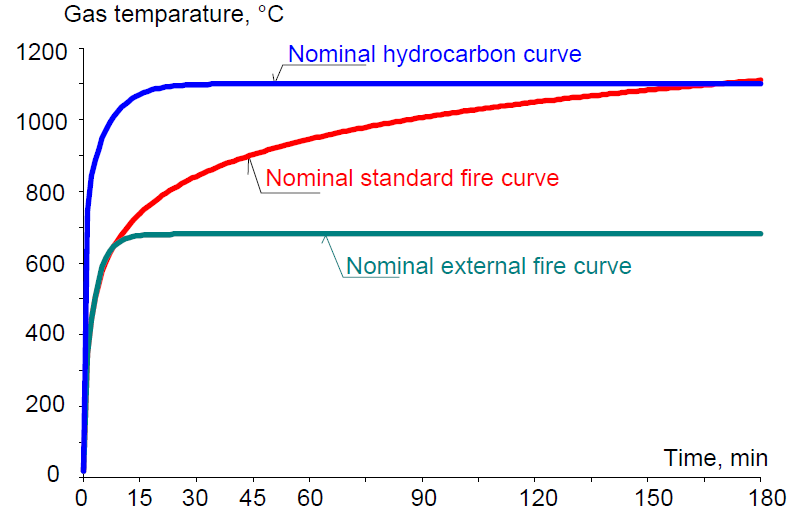 Gas temparature, °C
1200
Nominal hydrocarbon curve
1000
800
Nominal standard fire curve
600
Nominal external fire curve
400
200
0
Time, min
0 15 30 45 60 90 120 150 180